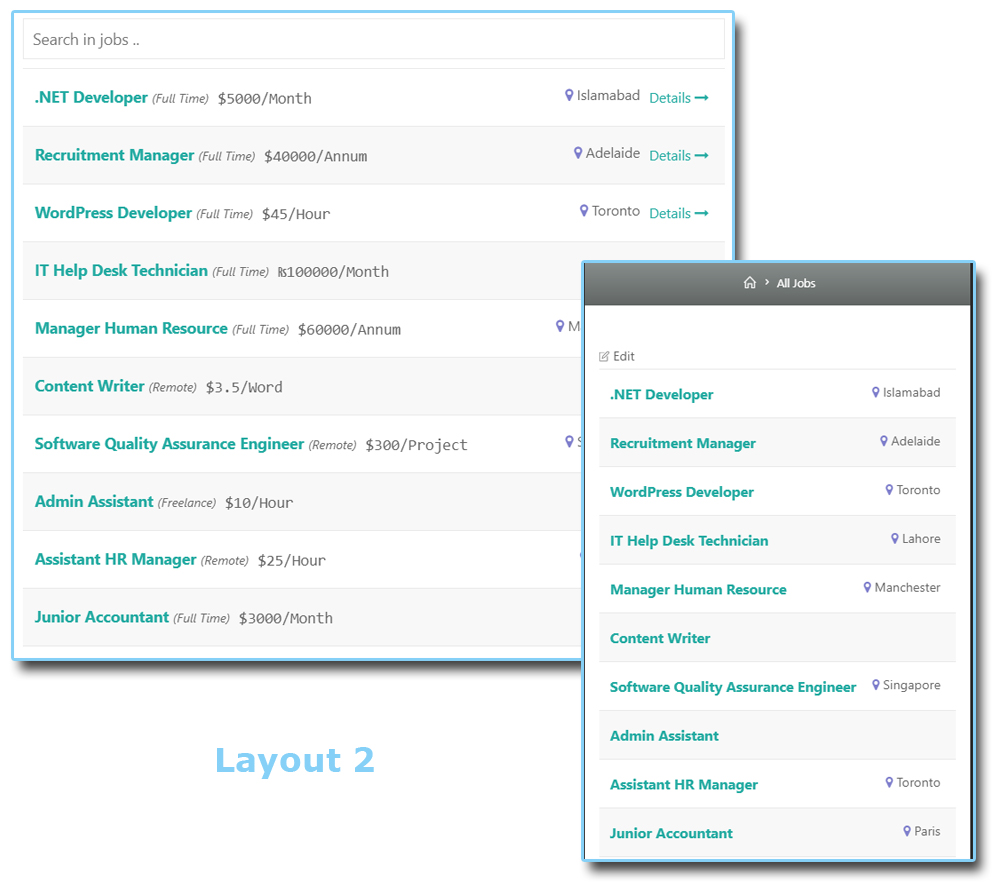 Search in jobs ..
.NET Developer (Full Time) $5000/Month Islamabad Details
Recruitment Manager (Full Time) $40000/Annum Adelaide Details
WordPress Developer (Full Time) $45/Hour Toronto Details
IT Help Desk Technician (Full Time) ₨100000/Month
Manager Human Resource (Full Time) $60000/Annum M
Content Writer (Remote) $3.5/Word
Software Quality Assurance Engineer (Remote) $300/Project S
Admin Assistant (Freelance) $10/Hour
Assistant HR Manager (Remote) $25/Hour
Junior Accountant (Full Time) $3000/Month
All Jobs
Edit
.NET Developer Islamabad
Recruitment Manager Adelaide
WordPress Developer Toronto
IT Help Desk Technician Lahore
Manager Human Resource Manchester
Content Writer
Software Quality Assurance Engineer Singapore
Admin Assistant
Assistant HR Manager Toronto
Junior Accountant Paris
Layout 2